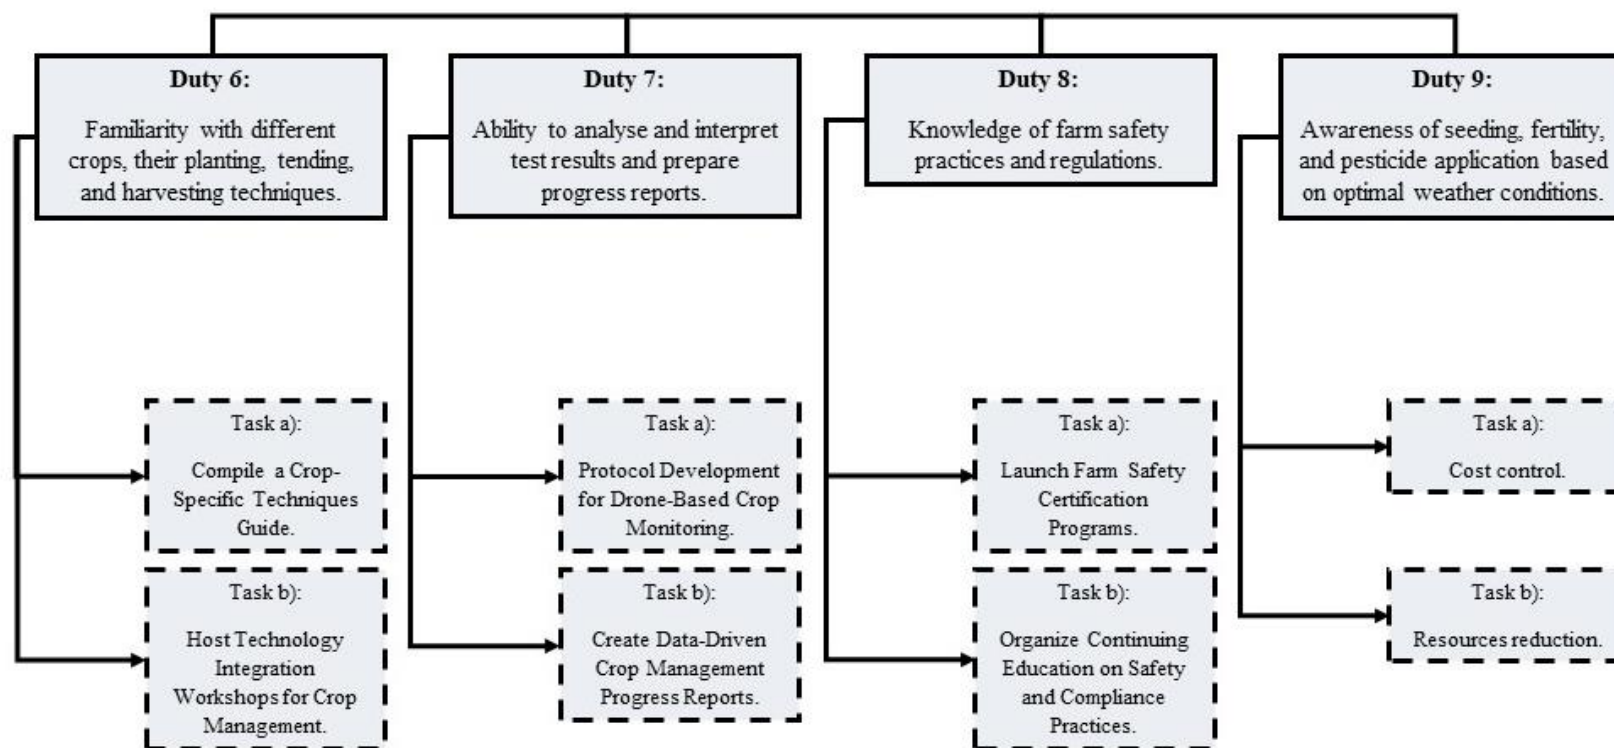 Duty 6:
Familiarity with different
crops, their planting, tending,
and harvesting techniques.
Task a):
Compile a Crop-
Specific Techniques
Guide.
Task b):
Host Technology
Integration
Workshops for Crop
Management.
Duty 7:
Ability to analyse and interpret
test results and prepare
progress reports.
Task a):
Protocol Development
for Drone-Based Crop
Monitoring.
Task b):
Create Data-Driven
Crop Management
Progress Reports.
Duty 8:
Knowledge of farm safety
practices and regulations.
Task a):
Launch Farm Safety
Certification
Programs.
Task b):
Organize Continuing
Education on Safety
and Compliance
Practices.
Duty 9:
Awareness of seeding, fertility,
and pesticide application based
on optimal weather conditions.
Task a):
Cost control.
Task b):
Resources reduction.